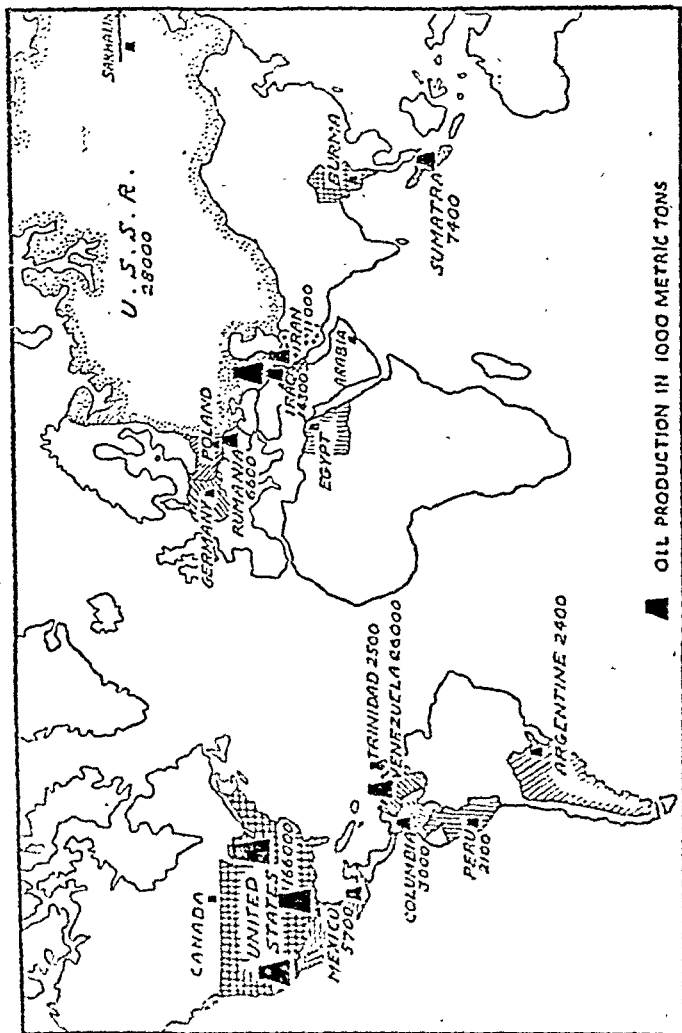 CANADA
UNITED
STATES
166000
MEXICO
5700
TRINIDAD 2500
VENEZUELA 26000
COLUMBIA
3000
PERU
2100
ARGENTINE 2400
GERMANY
POLAND
RUMANIA
6600
U.S.S.R.
28000
SAKHALIN
IRAQ
4300
IRAN
11000
EGYPT
ARABIA
BURMA
SUMATRA
7400
OIL PRODUCTION IN 1000 METRIC TONS